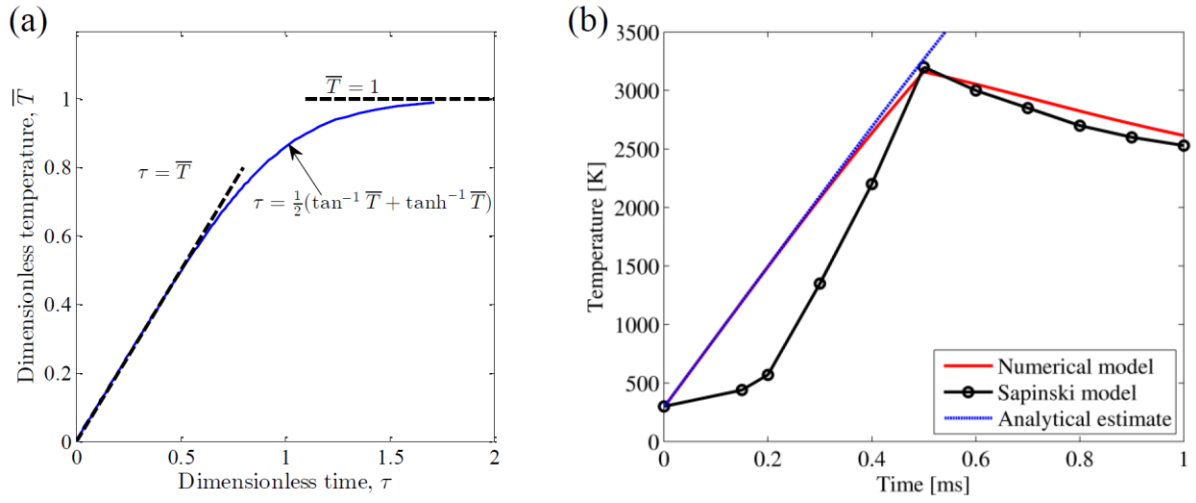 (a)
Dimensionless temperature, T̅
1
0.8
0.6
0.4
0.2
0
0
0.5
1
1.5
2
Dimensionless time, τ
T̅ = 1
τ = T̅
τ = ½(tan⁻¹ T̅ + tanh⁻¹ T̅)
(b)
Temperature [K]
3500
3000
2500
2000
1500
1000
500
0
0
0.2
0.4
0.6
0.8
1
Time [ms]
Numerical model
Sapinski model
Analytical estimate